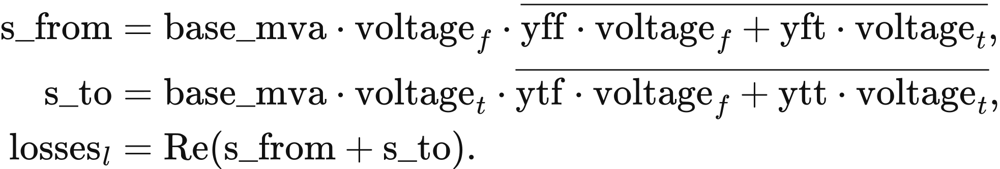 s_from = base_mva · voltage_f · \overline{yff · voltage_f + yft · voltage_t},
s_to = base_mva · voltage_t · \overline{ytf · voltage_f + ytt · voltage_t},
losses_l = Re(s_from + s_to).